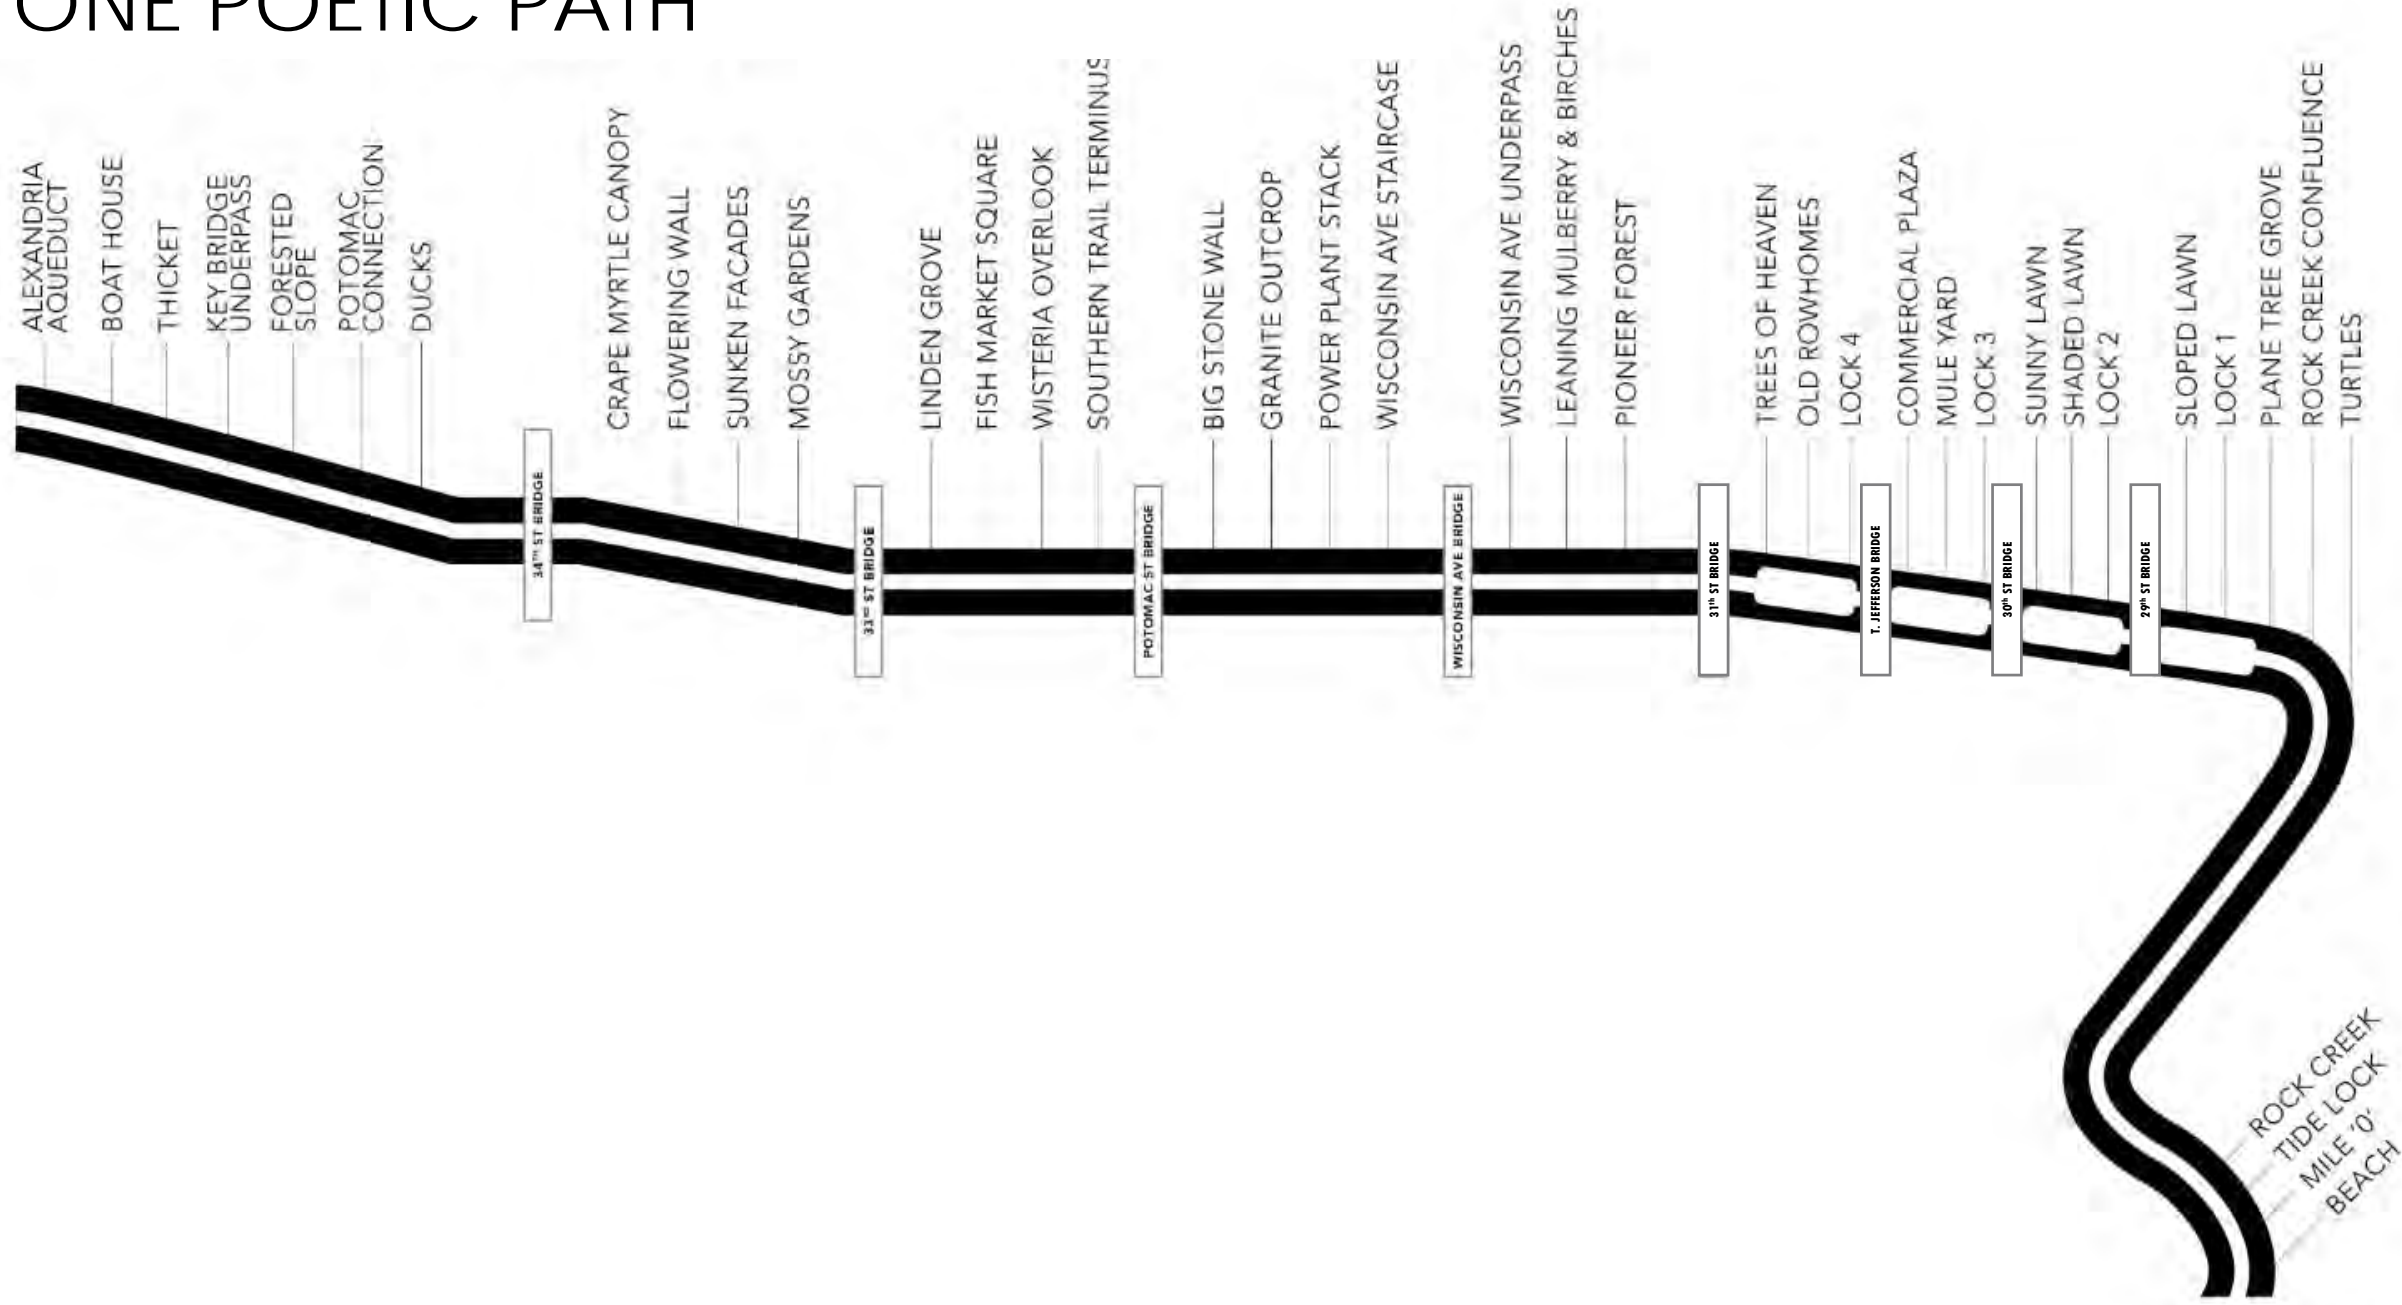 ONE POETIC PATH
ALEXANDRIA
AQUEDUCT
BOAT HOUSE
THICKET
KEY BRIDGE
UNDERPASS
FORESTED
SLOPE
POTOMAC
CONNECTION
DUCKS
34TH ST BRIDGE
CRAPE MYRTLE CANOPY
FLOWERING WALL
SUNKEN FACADES
MOSSY GARDENS
33RD ST BRIDGE
LINDEN GROVE
FISH MARKET SQUARE
WISTERIA OVERLOOK
SOUTHERN TRAIL TERMINUS
POTOMAC ST BRIDGE
BIG STONE WALL
GRANITE OUTCROP
POWER PLANT STACK
WISCONSIN AVE STAIRCASE
WISCONSIN AVE BRIDGE
WISCONSIN AVE UNDERPASS
LEANING MULBERRY & BIRCHES
PIONEER FOREST
31th ST BRIDGE
TREES OF HEAVEN
OLD ROWHOMES
LOCK 4
T. JEFFERSON BRIDGE
COMMERCIAL PLAZA
MULE YARD
LOCK 3
30th ST BRIDGE
SUNNY LAWN
SHADED LAWN
LOCK 2
29th ST BRIDGE
SLOPED LAWN
LOCK 1
PLANE TREE GROVE
ROCK CREEK CONFLUENCE
TURTLES
ROCK CREEK
TIDE LOCK
MILE '0'
BEACH